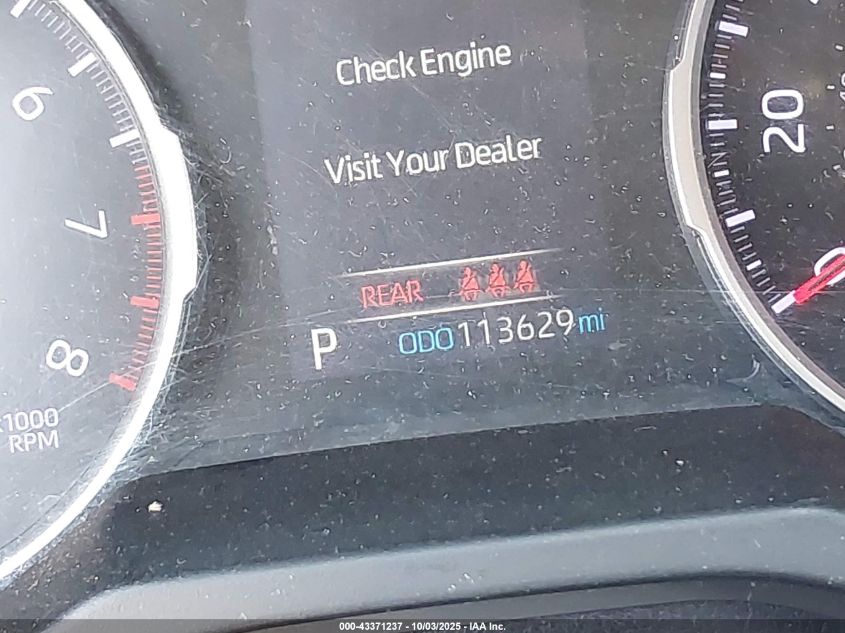 Check Engine
Visit Your Dealer
REAR
P ODO 113629 mi
6
7
8
x1000
RPM
20
0
000-43371237 - 10/03/2025 - IAA Inc.